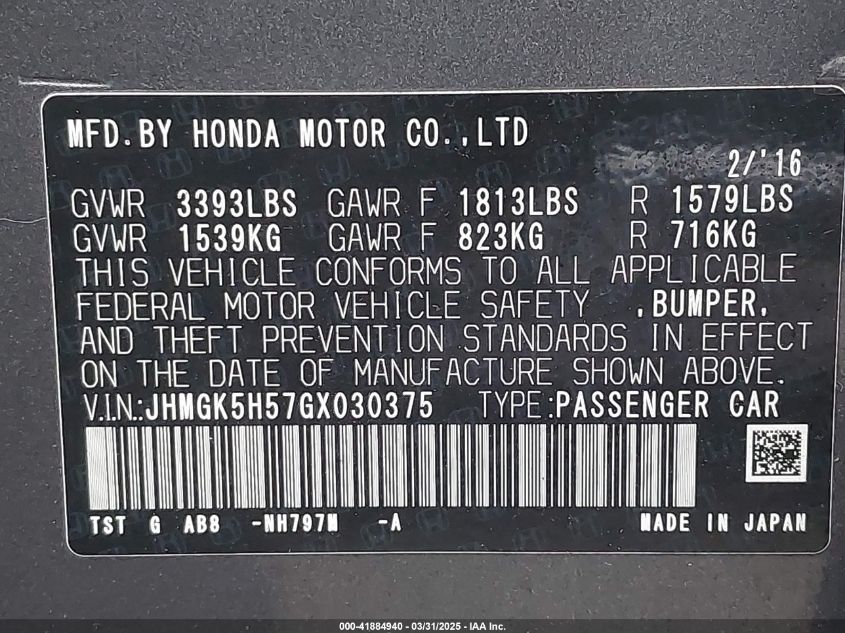 MFD.BY HONDA MOTOR CO.,LTD
2/'16
GVWR 3393LBS GAWR F 1813LBS R 1579LBS
GVWR 1539KG GAWR F 823KG R 716KG
THIS VEHICLE CONFORMS TO ALL APPLICABLE
FEDERAL MOTOR VEHICLE SAFETY ,BUMPER,
AND THEFT PREVENTION STANDARDS IN EFFECT
ON THE DATE OF MANUFACTURE SHOWN ABOVE.
V.I.N.:JHMGK5H57GX030375 TYPE:PASSENGER CAR
TST G AB8 -NH797M -A MADE IN JAPAN
000-41884940 - 03/31/2025 - IAA Inc.